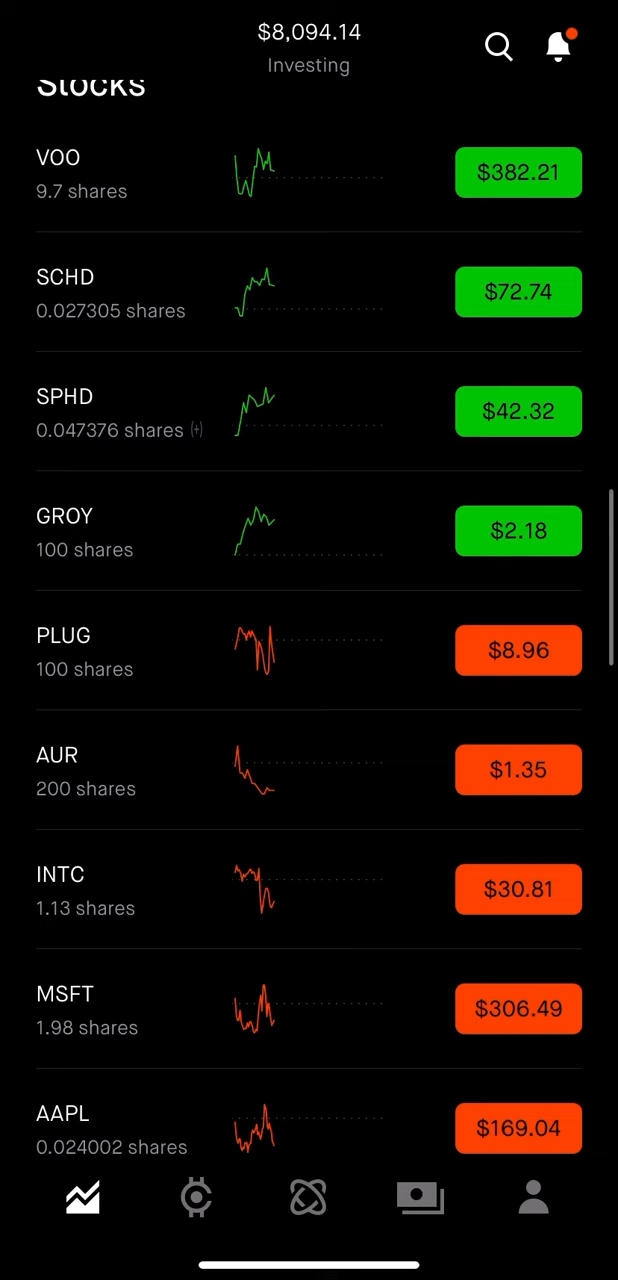 $8,094.14
Investing
Stocks
VOO
9.7 shares
$382.21
SCHD
0.027305 shares
$72.74
SPHD
0.047376 shares (+)
$42.32
GROY
100 shares
$2.18
PLUG
100 shares
$8.96
AUR
200 shares
$1.35
INTC
1.13 shares
$30.81
MSFT
1.98 shares
$306.49
AAPL
0.024002 shares
$169.04